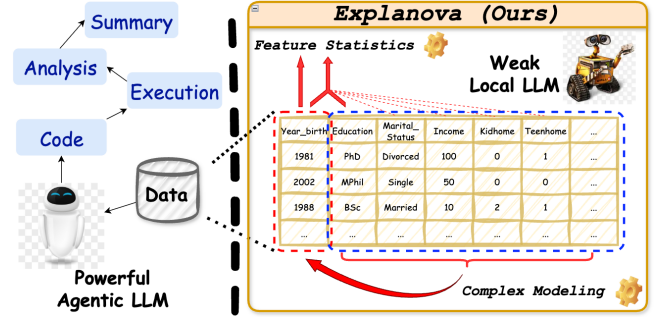 Summary
Analysis
Execution
Code
Data
Powerful
Agentic LLM
Explanova (Ours)
Feature Statistics
Weak
Local LLM
Year_birth Education Marital_ Status Income Kidhome Teenhome ...
1981 PhD Divorced 100 0 1 ...
2002 MPhil Single 50 0 0 ...
1988 BSc Married 10 2 1 ...
... ... ... ... ... ... ...
Complex Modeling